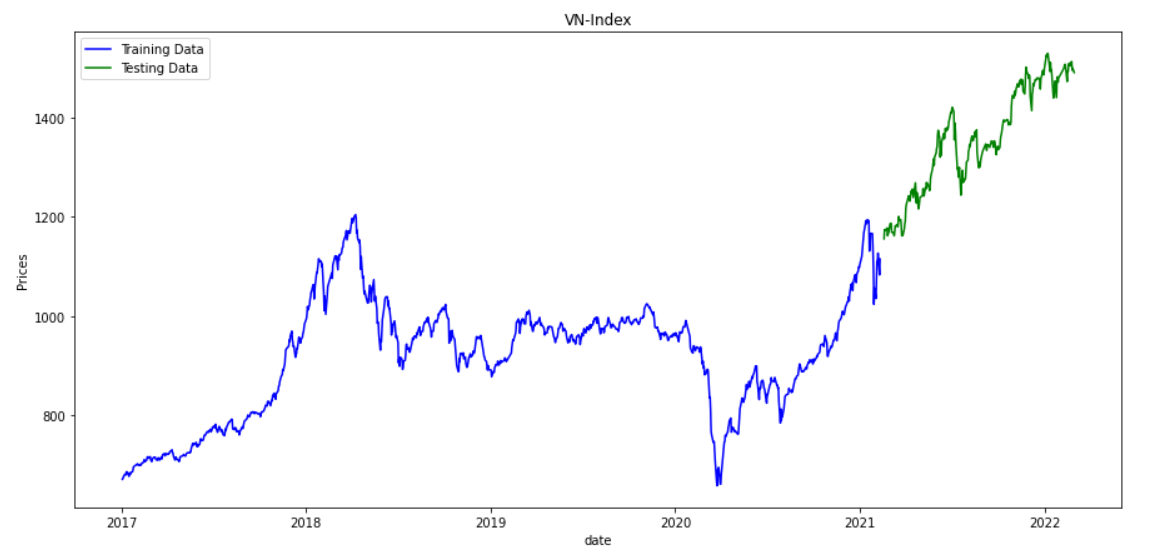 VN-Index
Training Data
Testing Data
Prices
1400
1200
1000
800
2017 2018 2019 2020 2021 2022
date